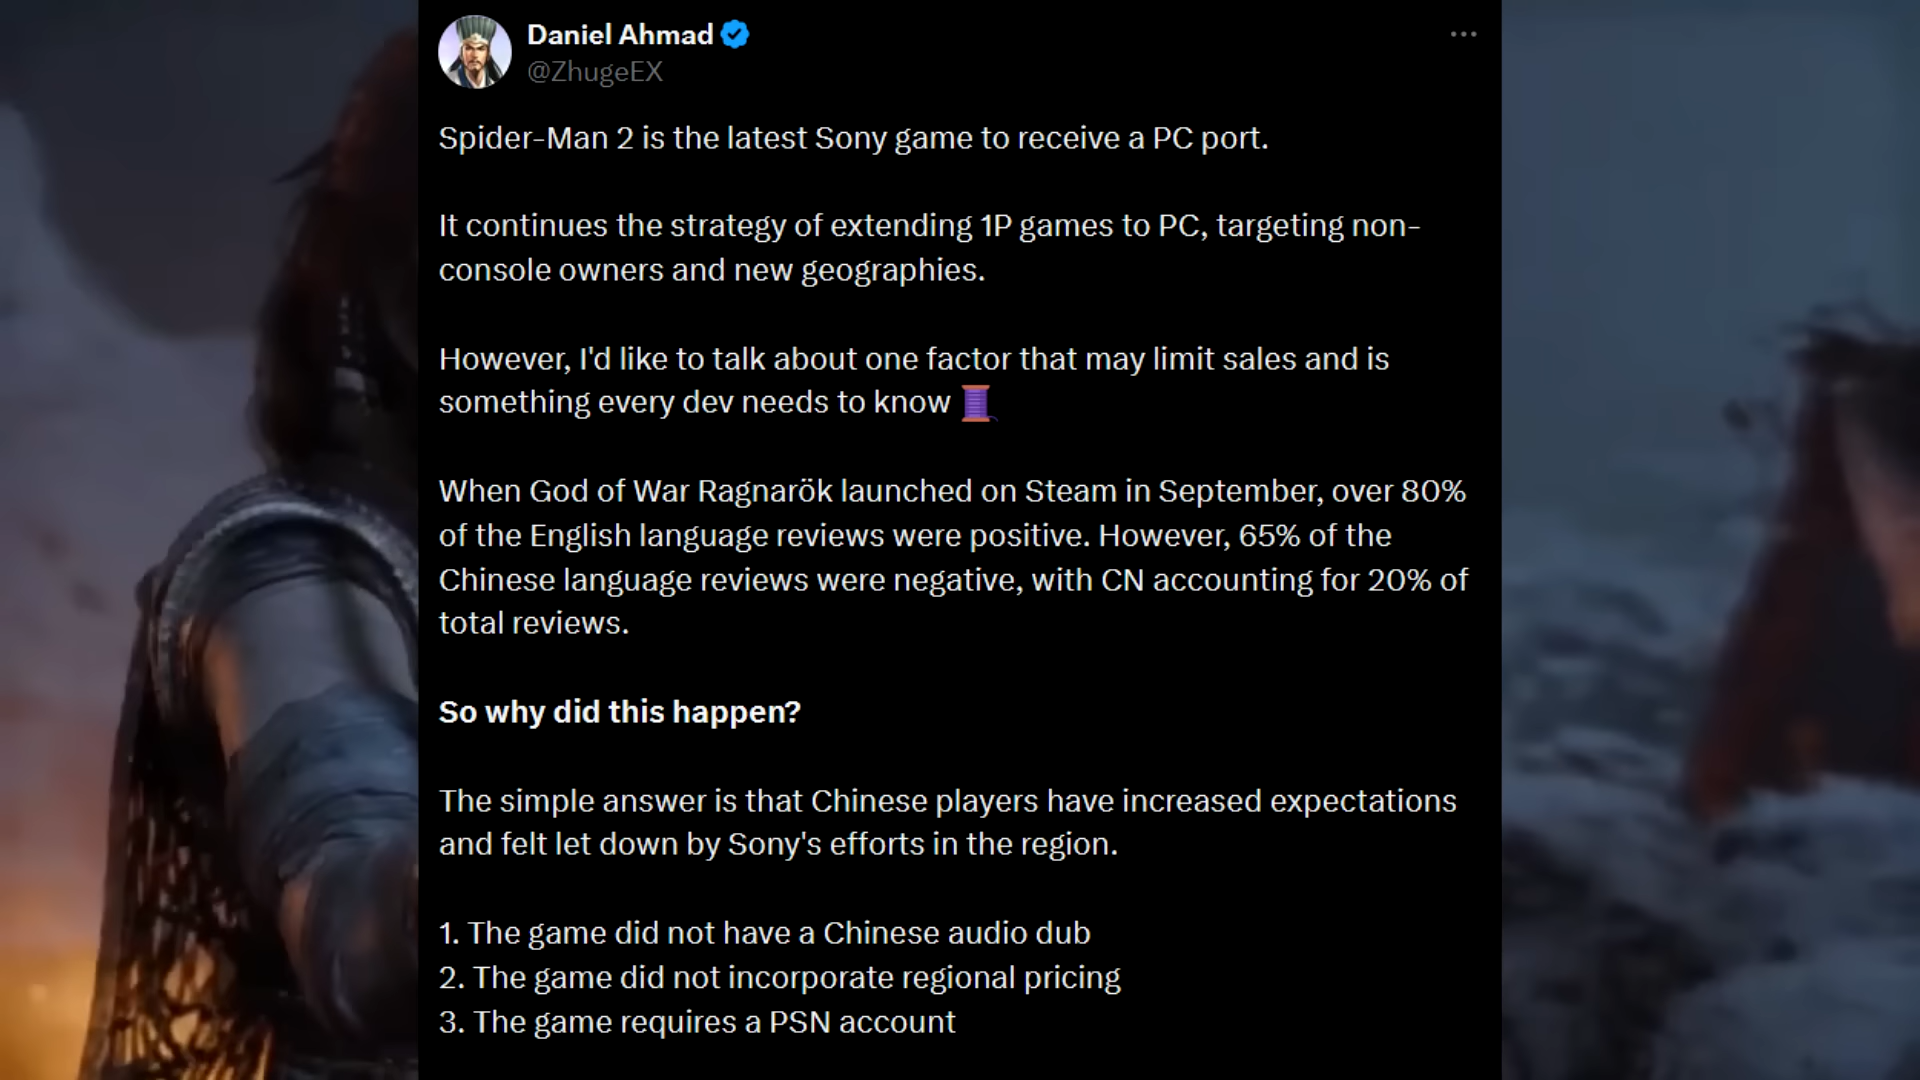 Daniel Ahmad
@ZhugeEX
Spider-Man 2 is the latest Sony game to receive a PC port.
It continues the strategy of extending 1P games to PC, targeting non-
console owners and new geographies.
However, I'd like to talk about one factor that may limit sales and is
something every dev needs to know 🧵
When God of War Ragnarök launched on Steam in September, over 80%
of the English language reviews were positive. However, 65% of the
Chinese language reviews were negative, with CN accounting for 20% of
total reviews.
So why did this happen?
The simple answer is that Chinese players have increased expectations
and felt let down by Sony's efforts in the region.
1. The game did not have a Chinese audio dub
2. The game did not incorporate regional pricing
3. The game requires a PSN account